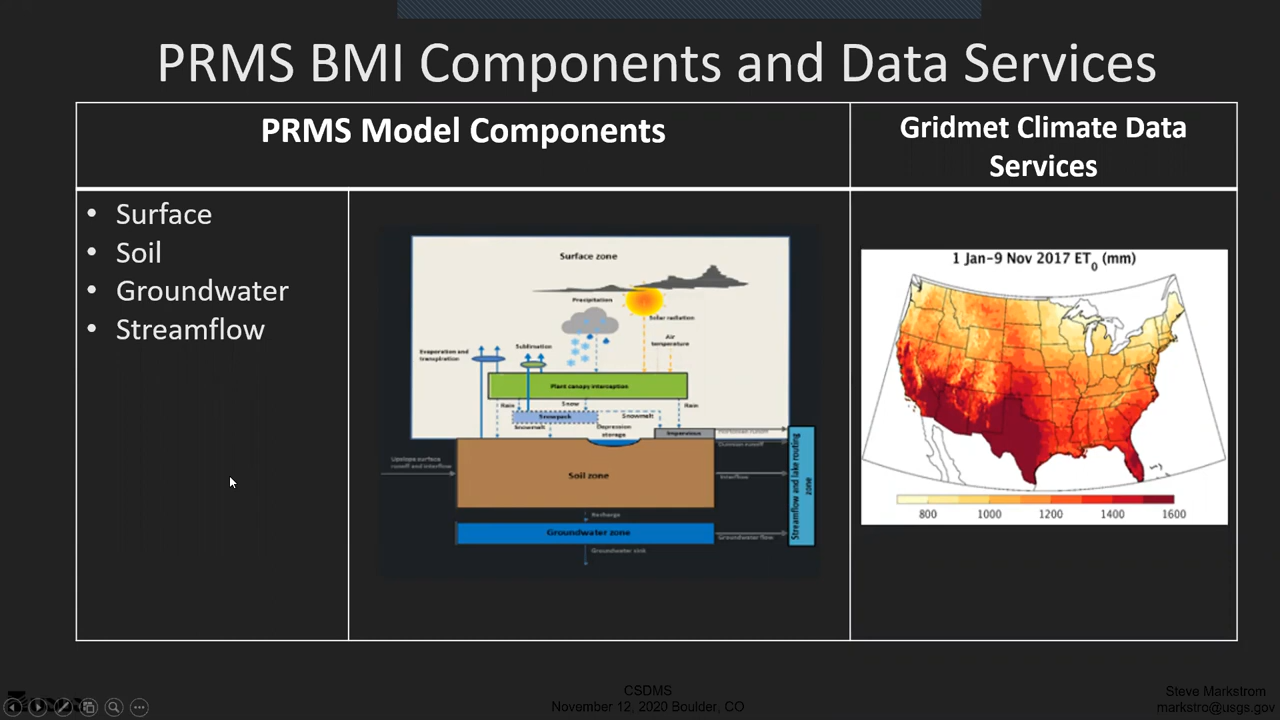 PRMS BMI Components and Data Services
PRMS Model Components
Gridmet Climate Data
Services
• Surface
• Soil
• Groundwater
• Streamflow
Surface zone
Precipitation
Solar radiation
Air
temperature
Evaporation and
transpiration
Sublimation
Plant canopy interception
Rain
Snow
Rain
Snowpack
Snowmelt
Snowmelt
Depression
storage
Impervious
Upslope surface
runoff and interflow
Soil zone
Interflow
Streamflow and lake routing
zone
Recharge
Groundwater zone
Groundwater flow
Groundwater sink
1 Jan-9 Nov 2017 ET0 (mm)
800 1000 1200 1400 1600
CSDMS
November 12, 2020 Boulder, CO
Steve Markstrom
markstro@usgs.gov